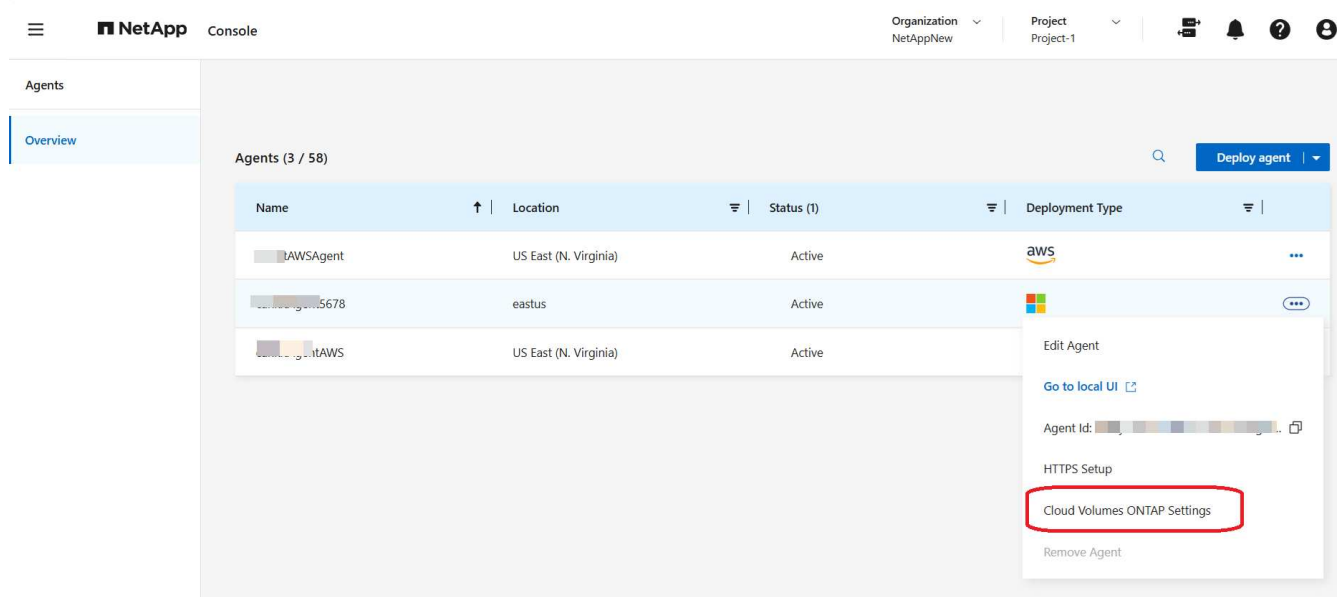 NetApp Console
Organization
NetAppNew
Project
Project-1
Agents
Overview
Agents (3 / 58)
Deploy agent
Name Location Status (1) Deployment Type
tAWSAgent US East (N. Virginia) Active aws
5678 eastus Active
ntAWS US East (N. Virginia) Active
Edit Agent
Go to local UI
Agent Id:
HTTPS Setup
Cloud Volumes ONTAP Settings
Remove Agent